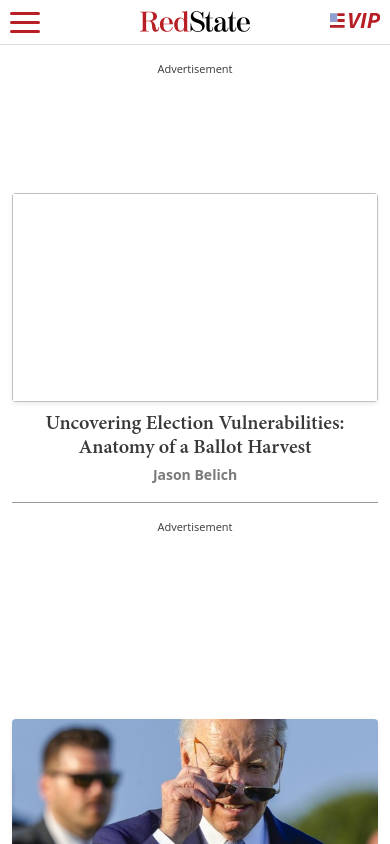 RedState
VIP
Advertisement
Uncovering Election Vulnerabilities:
Anatomy of a Ballot Harvest
Jason Belich
Advertisement